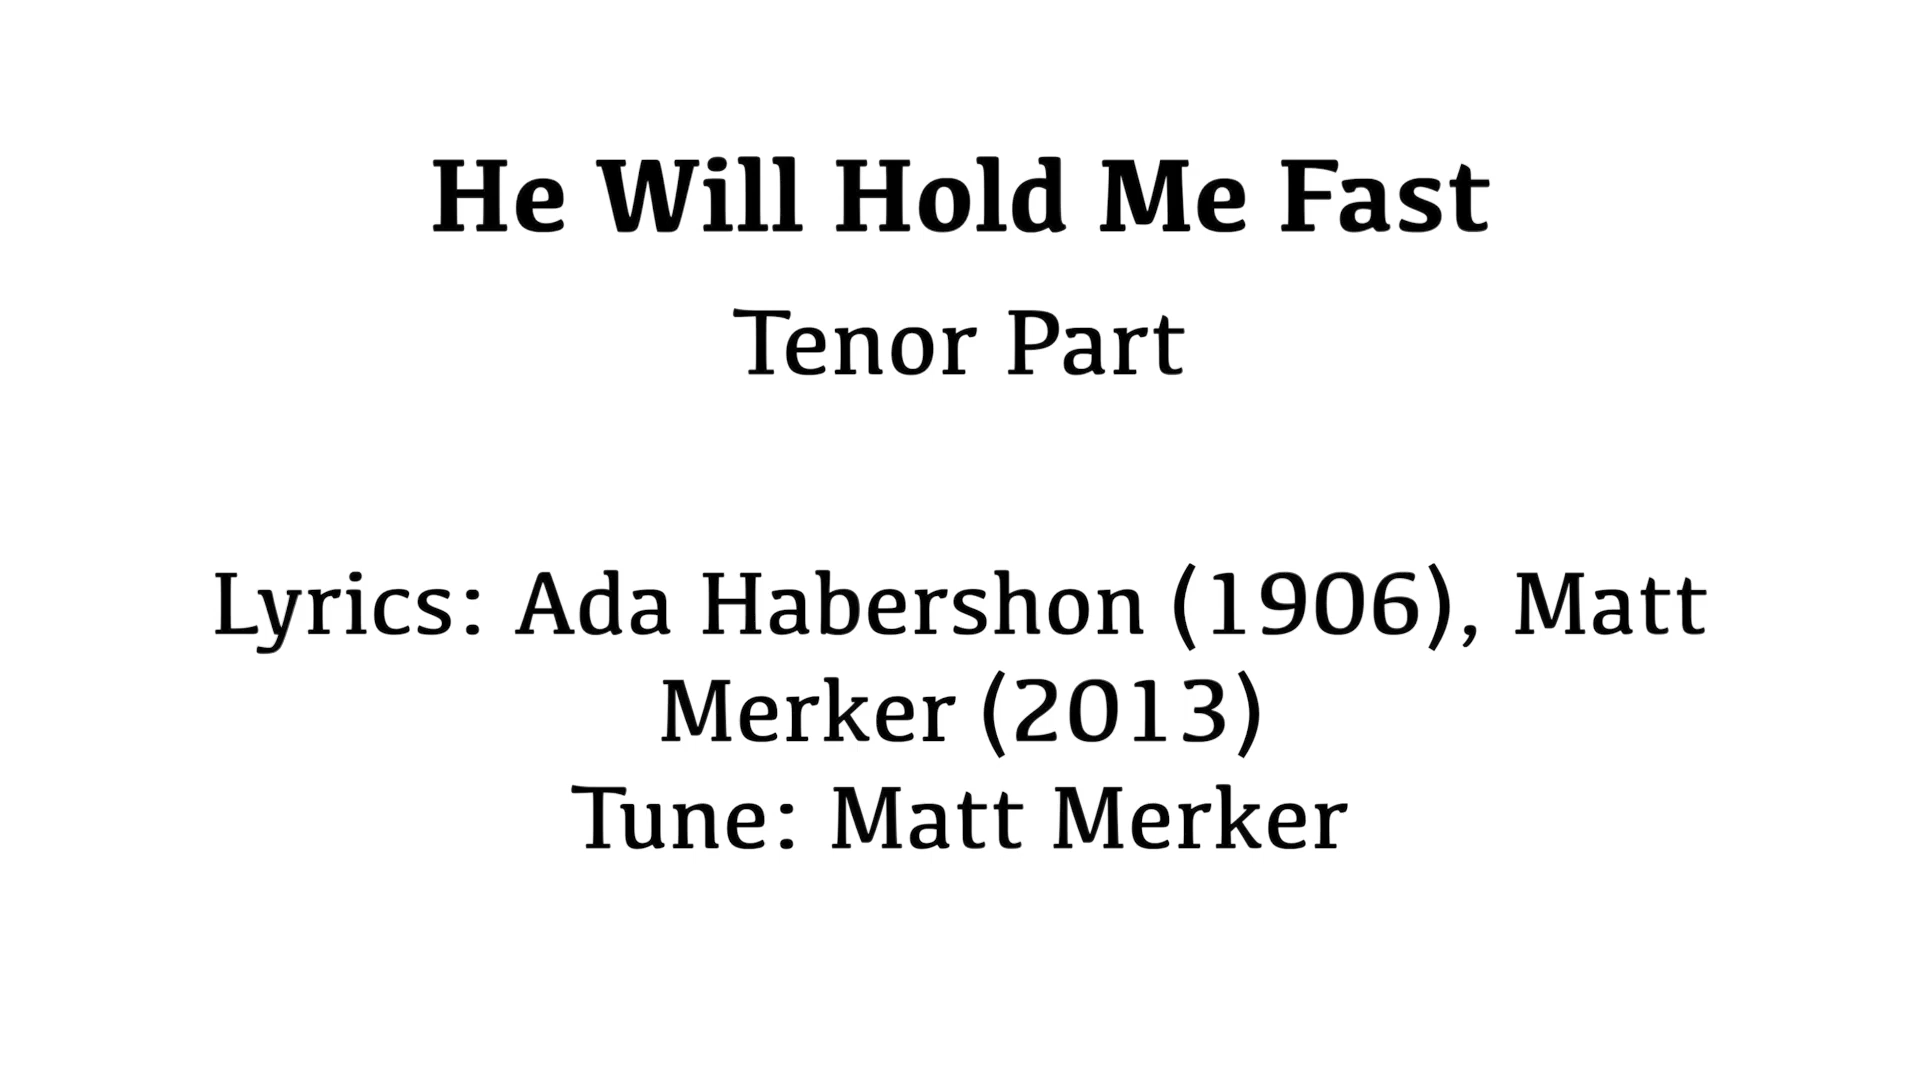 He Will Hold Me Fast
Tenor Part
Lyrics: Ada Habershon (1906), Matt
Merker (2013)
Tune: Matt Merker